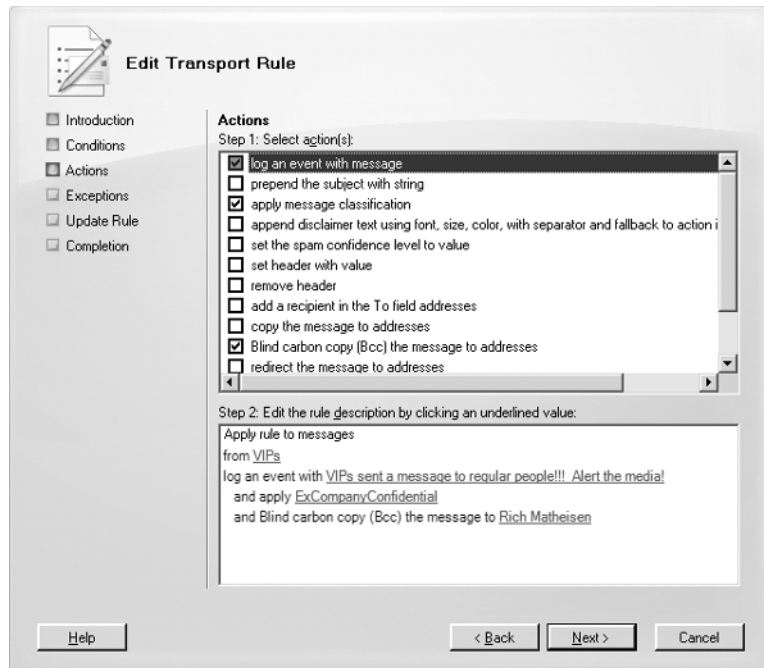 Edit Transport Rule
Introduction
Conditions
Actions
Exceptions
Update Rule
Completion
Actions
Step 1: Select action(s):
log an event with message
prepend the subject with string
apply message classification
append disclaimer text using font, size, color, with separator and fallback to action i
set the spam confidence level to value
set header with value
remove header
add a recipient in the To field addresses
copy the message to addresses
Blind carbon copy (Bcc) the message to addresses
redirect the message to addresses
Step 2: Edit the rule description by clicking an underlined value:
Apply rule to messages
from VIPs
log an event with VIPs sent a message to regular people!!! Alert the media!
and apply ExCompanyConfidential
and Blind carbon copy (Bcc) the message to Rich Matheisen
Help
< Back
Next >
Cancel